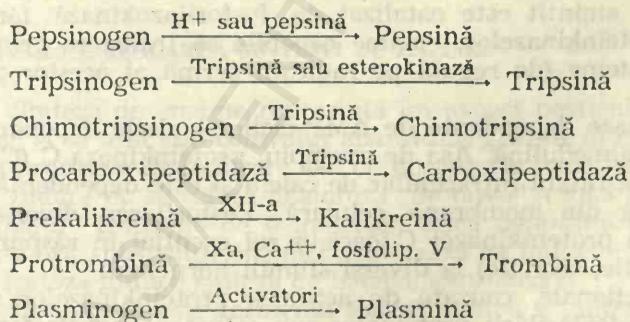 Pepsinogen H+ sau pepsină → Pepsină
Tripsinogen Tripsină sau esterokinază → Tripsină
Chimotripsinogen Tripsină → Chimotripsină
Procarboxipeptidază Tripsină → Carboxipeptidază
Prekalikreină XII-a → Kalikreină
Protrombină Xa, Ca++, fosfolip. V → Trombină
Plasminogen Activatori → Plasmină